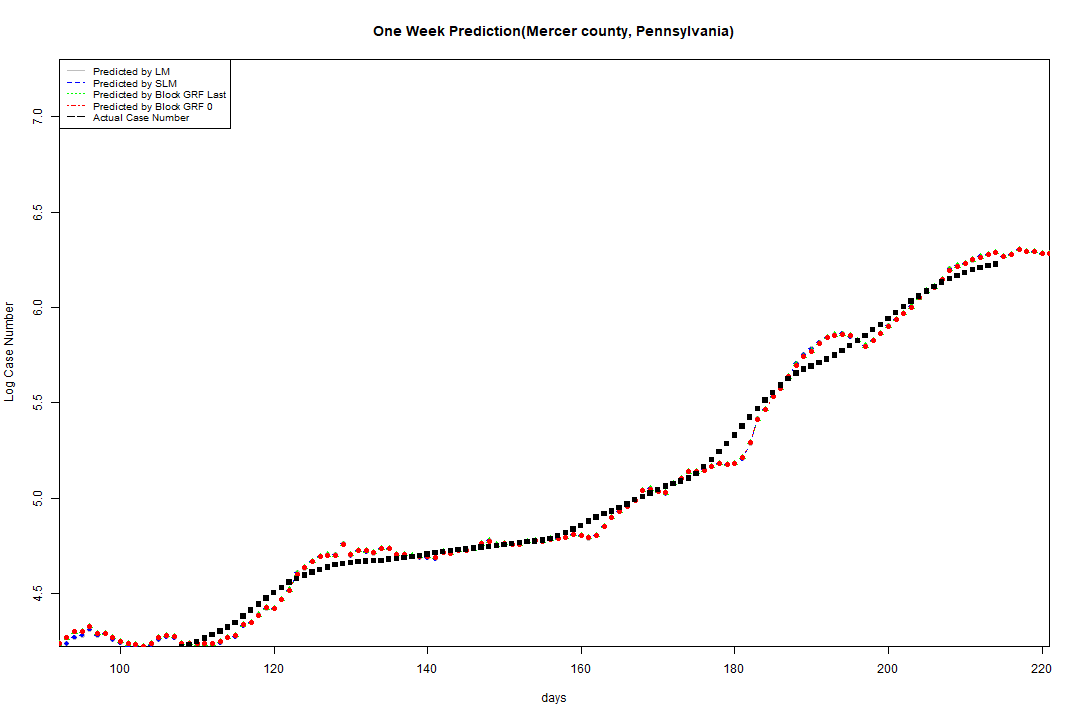 One Week Prediction(Mercer county, Pennsylvania)
Predicted by LM
Predicted by SLM
Predicted by Block GRF Last
Predicted by Block GRF 0
Actual Case Number
7.0
6.5
6.0
5.5
5.0
4.5
Log Case Number
100 120 140 160 180 200 220
days